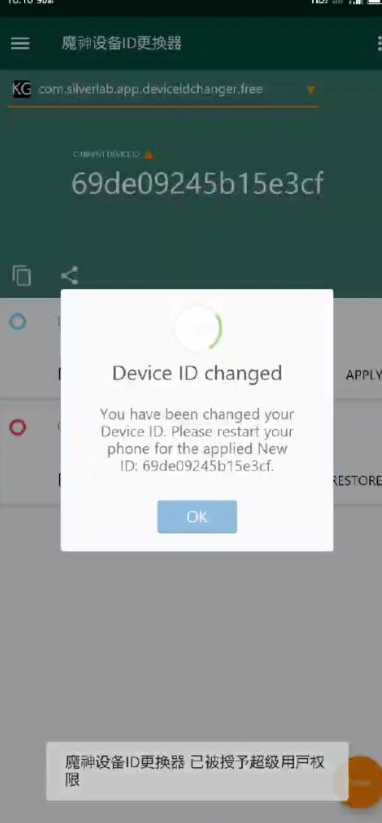 魔神设备ID更换器
KG com.silverlab.app.deviceidchanger.free
CURRENT DEVICE ID
69de09245b15e3cf
Device ID changed
You have been changed your
Device ID. Please restart your
phone for the applied New
ID: 69de09245b15e3cf.
APPLY
RESTORE
OK
魔神设备ID更换器 已被授予超级用户权
限